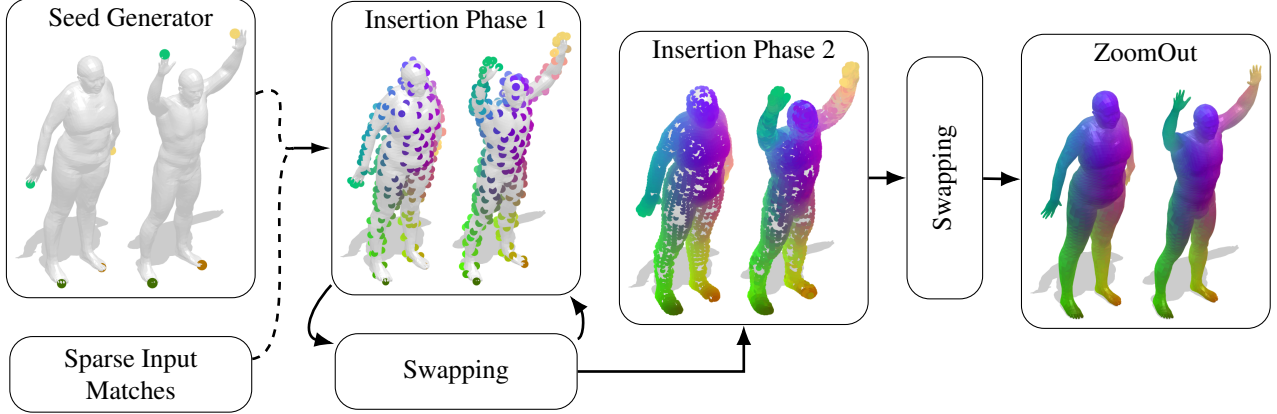 Seed Generator
Insertion Phase 1
Insertion Phase 2
Swapping
ZoomOut
Sparse Input
Matches
Swapping